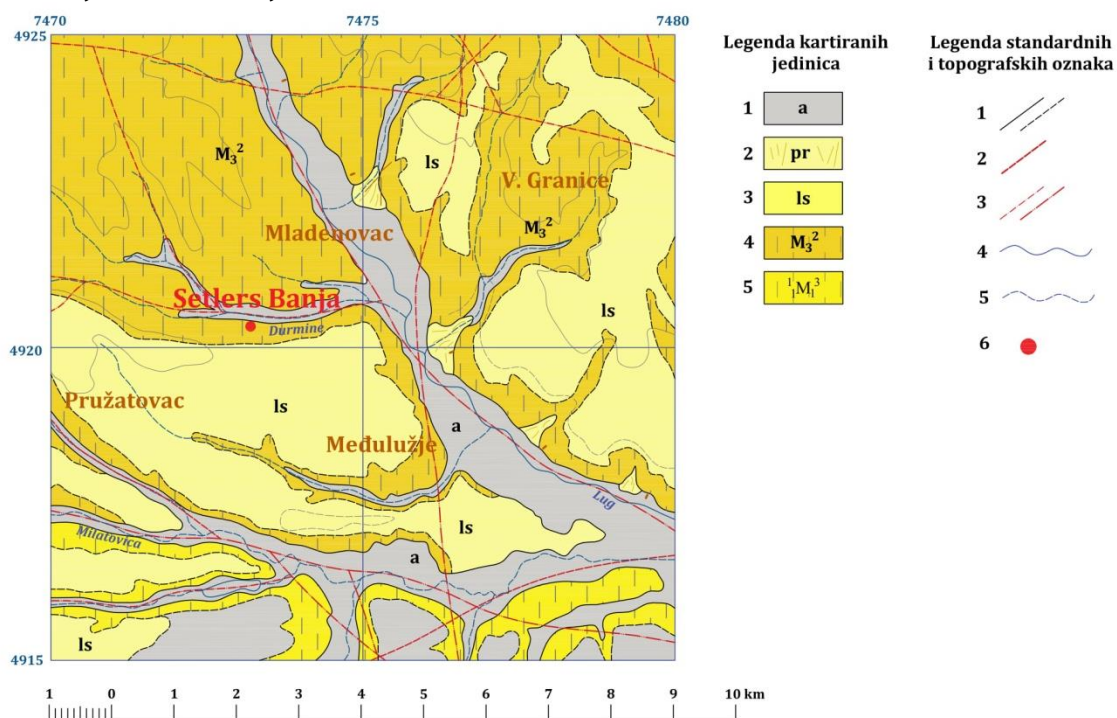 7470 7475 7480
4925
4920
4915
M₃²
ls
V. Granice
M₃²
Mladenovac
Setlers Banja
Durmine
ls
Pružatovac
ls
Međulužje
a
Lug
ls
Milatovica
a
ls
1 0 1 2 3 4 5 6 7 8 9 10 km
Legenda kartiranih
jedinica
1 a
2 pr
3 ls
4 M₃²
5 ¹₁M₁³
Legenda standardnih
i topografskih oznaka
1
2
3
4
5
6